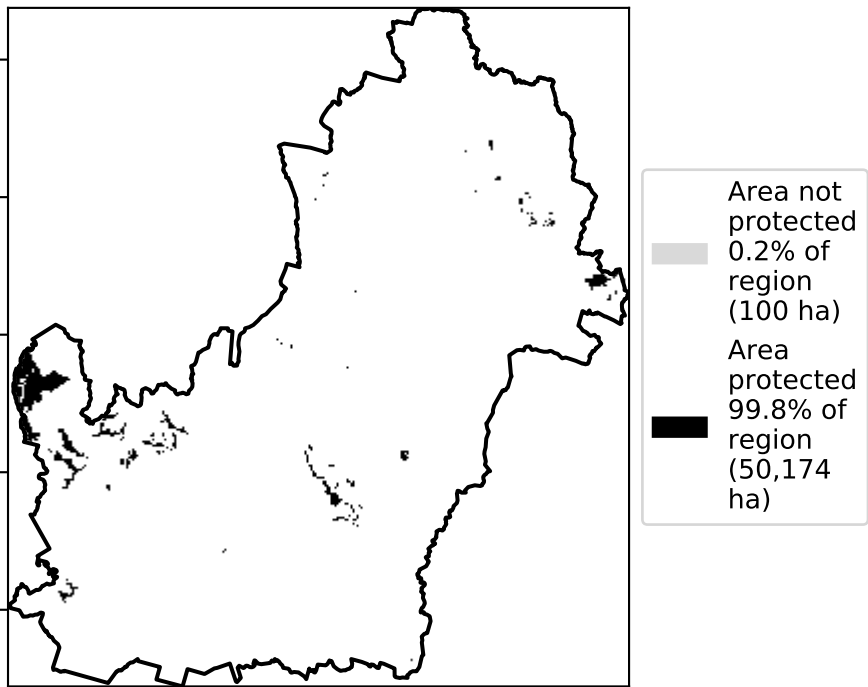 Area not
protected
0.2% of
region
(100 ha)
Area
protected
99.8% of
region
(50,174
ha)